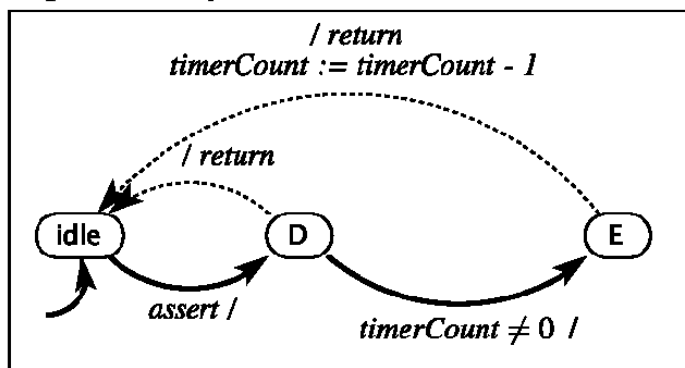 / return
timerCount := timerCount - 1
/ return
idle
D
E
assert /
timerCount ≠ 0 /